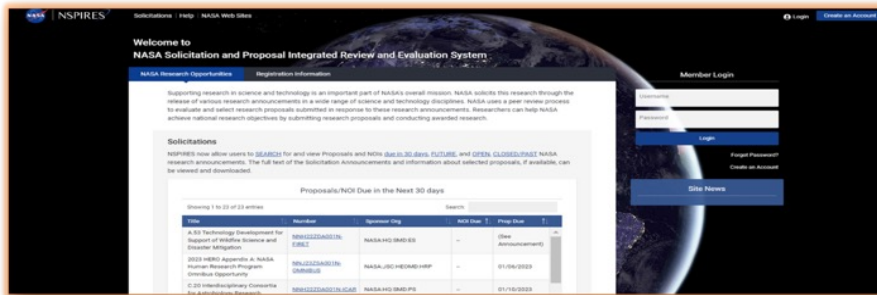 NASA
NSPIRES
Solicitations | Help | NASA Web Sites
Login
Create an Account
Welcome to
NASA Solicitation and Proposal Integrated Review and Evaluation System
NASA Research Opportunities
Registration Information
Supporting research in science and technology is an important part of NASA's overall mission. NASA solicits this research through the
release of various research announcements in a wide range of science and technology disciplines. NASA uses a peer review process
to evaluate and select research proposals submitted in response to these research announcements. Researchers can help NASA
achieve national research objectives by submitting research proposals and conducting awarded research.
Solicitations
NSPIRES now allow users to SEARCH for and view Proposals and NOIs due in 30 days, FUTURE, and OPEN, CLOSED/PAST NASA
research announcements. The full text of the Solicitation Announcements and information about selected proposals, if available, can
be viewed and downloaded.
Proposals/NOI Due in the Next 30 days
Showing 1 to 23 of 23 entries
Search:
Title Number Sponsor Org NOI Due Prop Due
A.53 Technology Development for
Support of Wildfire Science and
Disaster Mitigation
NNH22ZDA001N-
FIRET
NASA:HQ:SMD:ES
--
(See
Announcement)
2023 HERO Appendix A: NASA
Human Research Program
Omnibus Opportunity
NNJ23ZSA001N-
OMNIBUS
NASA:JSC:HEOMD:HRP
--
01/06/2023
C.20 Interdisciplinary Consortia
for Astrobiology Research
NNH22ZDA001N-ICAR
NASA:HQ:SMD:PS
--
01/10/2023
Member Login
Username
Password
Login
Forgot Password?
Create an Account
Site News